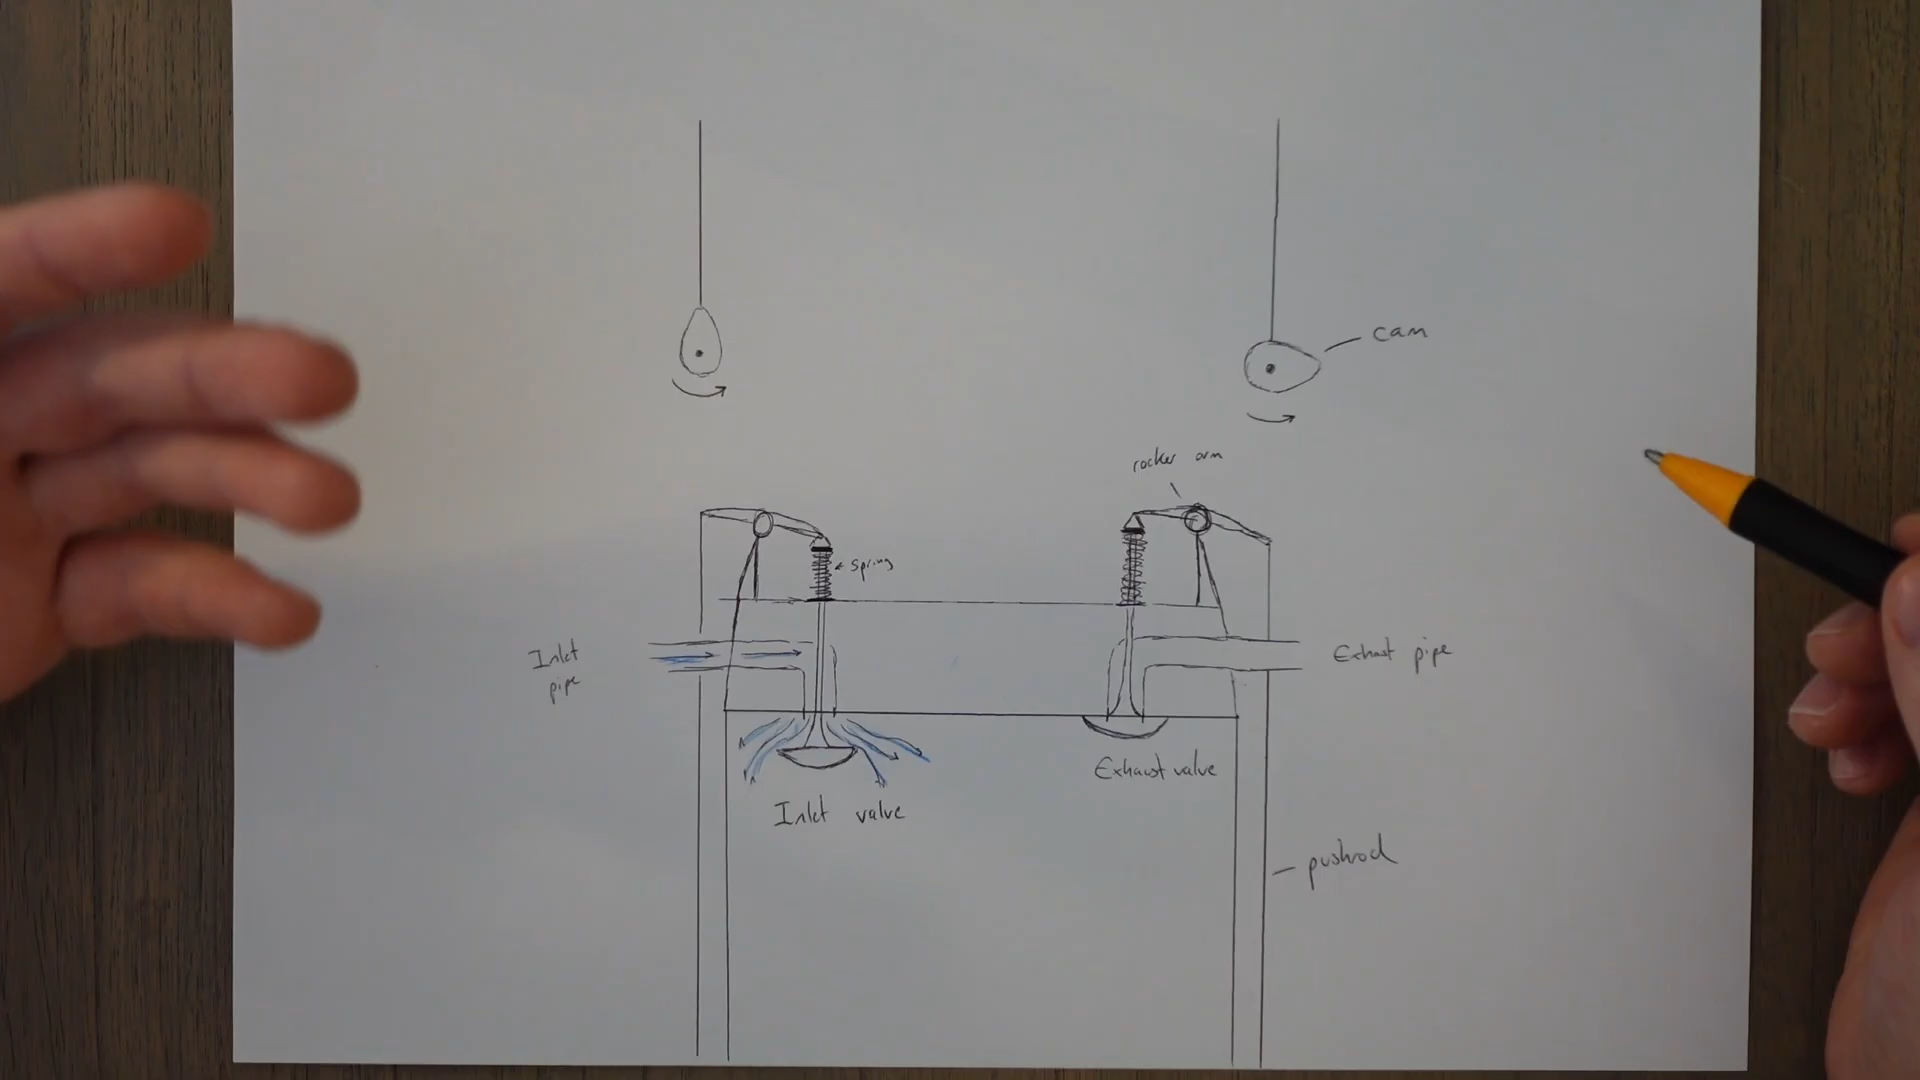 cam
rocker arm
spring
Inlet
pipe
Exhaust pipe
Exhaust valve
Inlet valve
pushrod